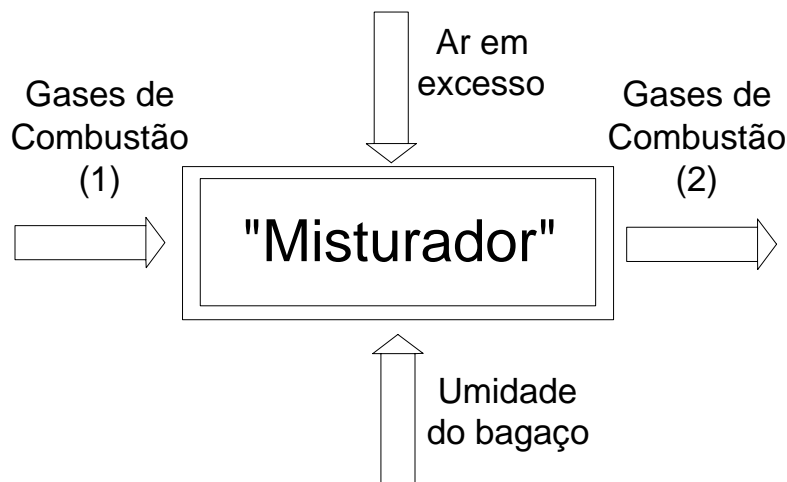 Ar em
excesso
Gases de
Combustão
(1)
Gases de
Combustão
(2)
"Misturador"
Umidade
do bagaço